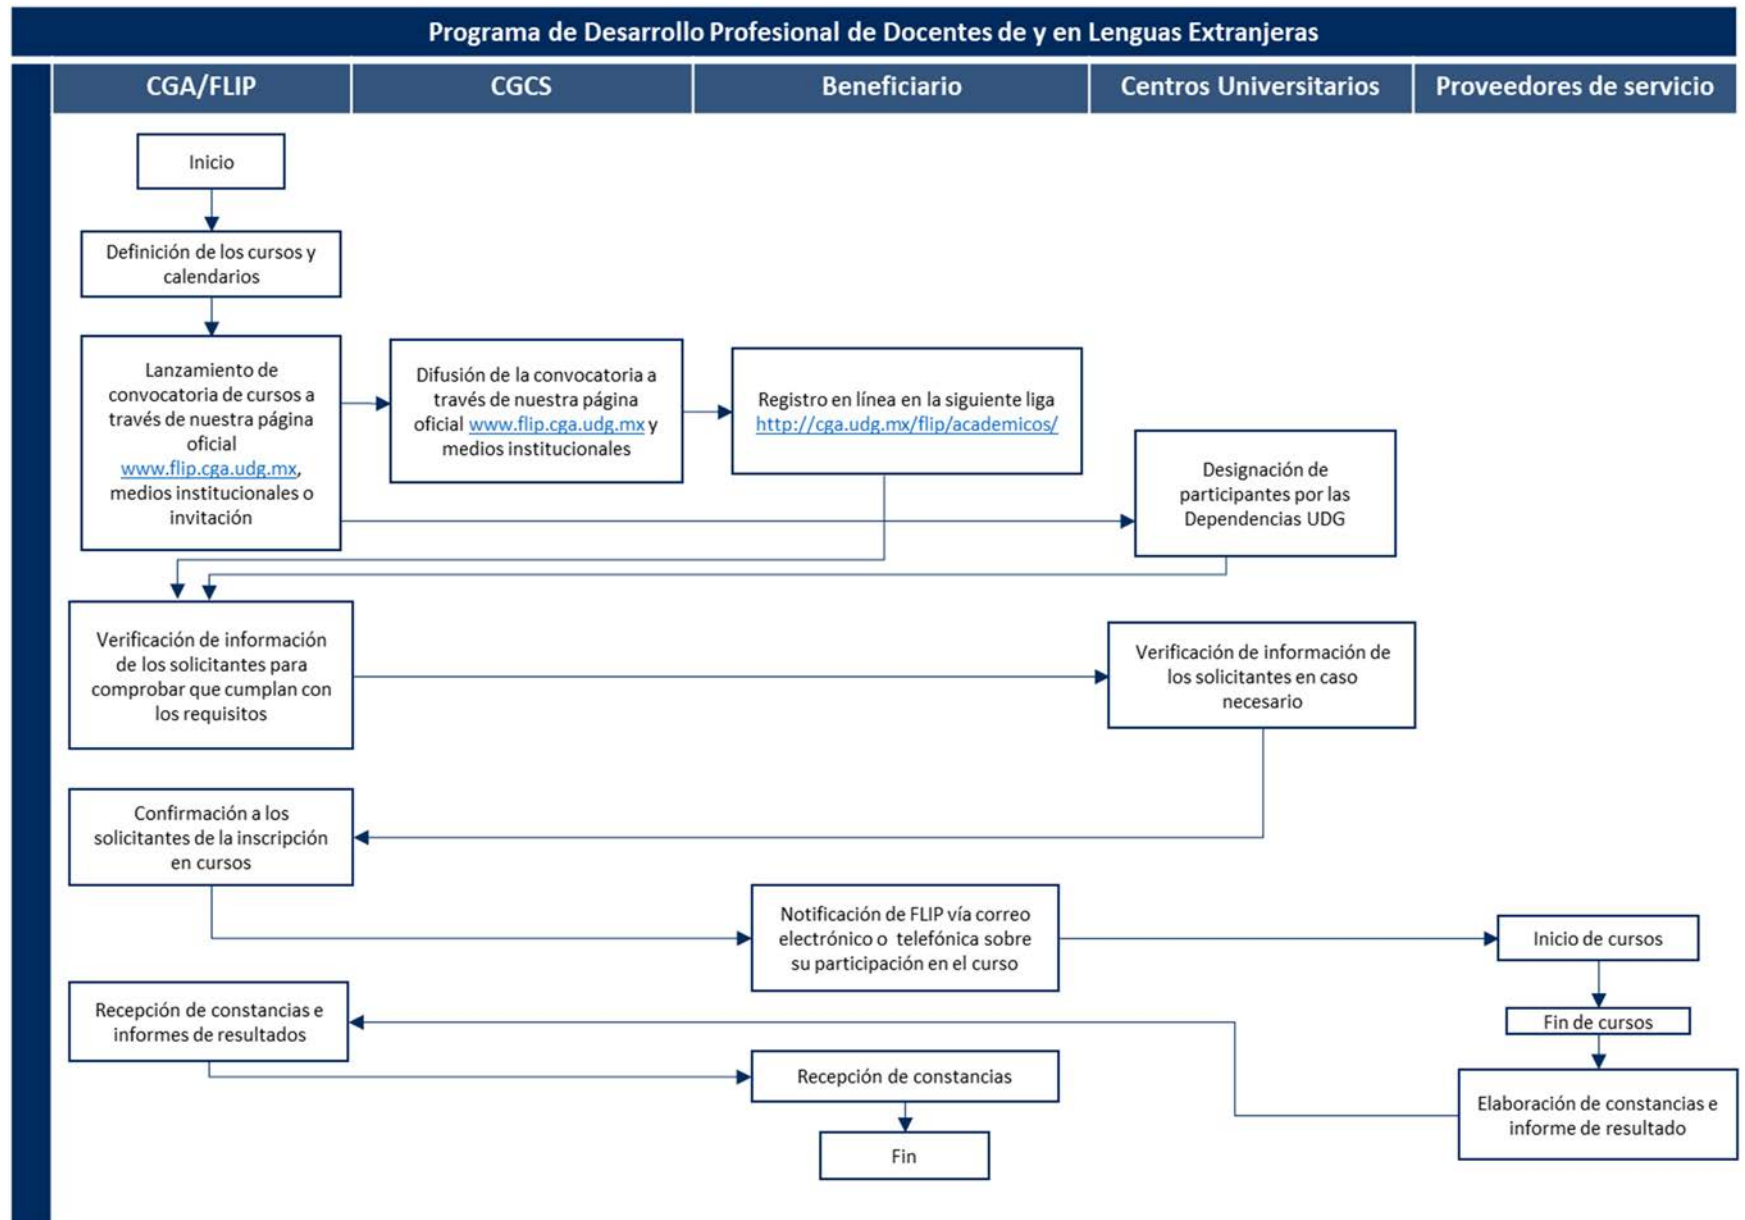 Programa de Desarrollo Profesional de Docentes de y en Lenguas Extranjeras
CGA/FLIP
CGCS
Beneficiario
Centros Universitarios
Proveedores de servicio
Inicio
Definición de los cursos y
calendarios
Lanzamiento de
convocatoria de cursos a
través de nuestra página
oficial
www.flip.cga.udg.mx,
medios institucionales o
invitación
Difusión de la convocatoria a
través de nuestra página
oficial www.flip.cga.udg.mx y
medios institucionales
Registro en línea en la siguiente liga
http://cga.udg.mx/flip/academicos/
Designación de
participantes por las
Dependencias UDG
Verificación de información
de los solicitantes para
comprobar que cumplan con
los requisitos
Verificación de información de
los solicitantes en caso
necesario
Confirmación a los
solicitantes de la inscripción
en cursos
Notificación de FLIP vía correo
electrónico o telefónica sobre
su participación en el curso
Inicio de cursos
Fin de cursos
Elaboración de constancias e
informe de resultado
Recepción de constancias e
informes de resultados
Recepción de constancias
Fin